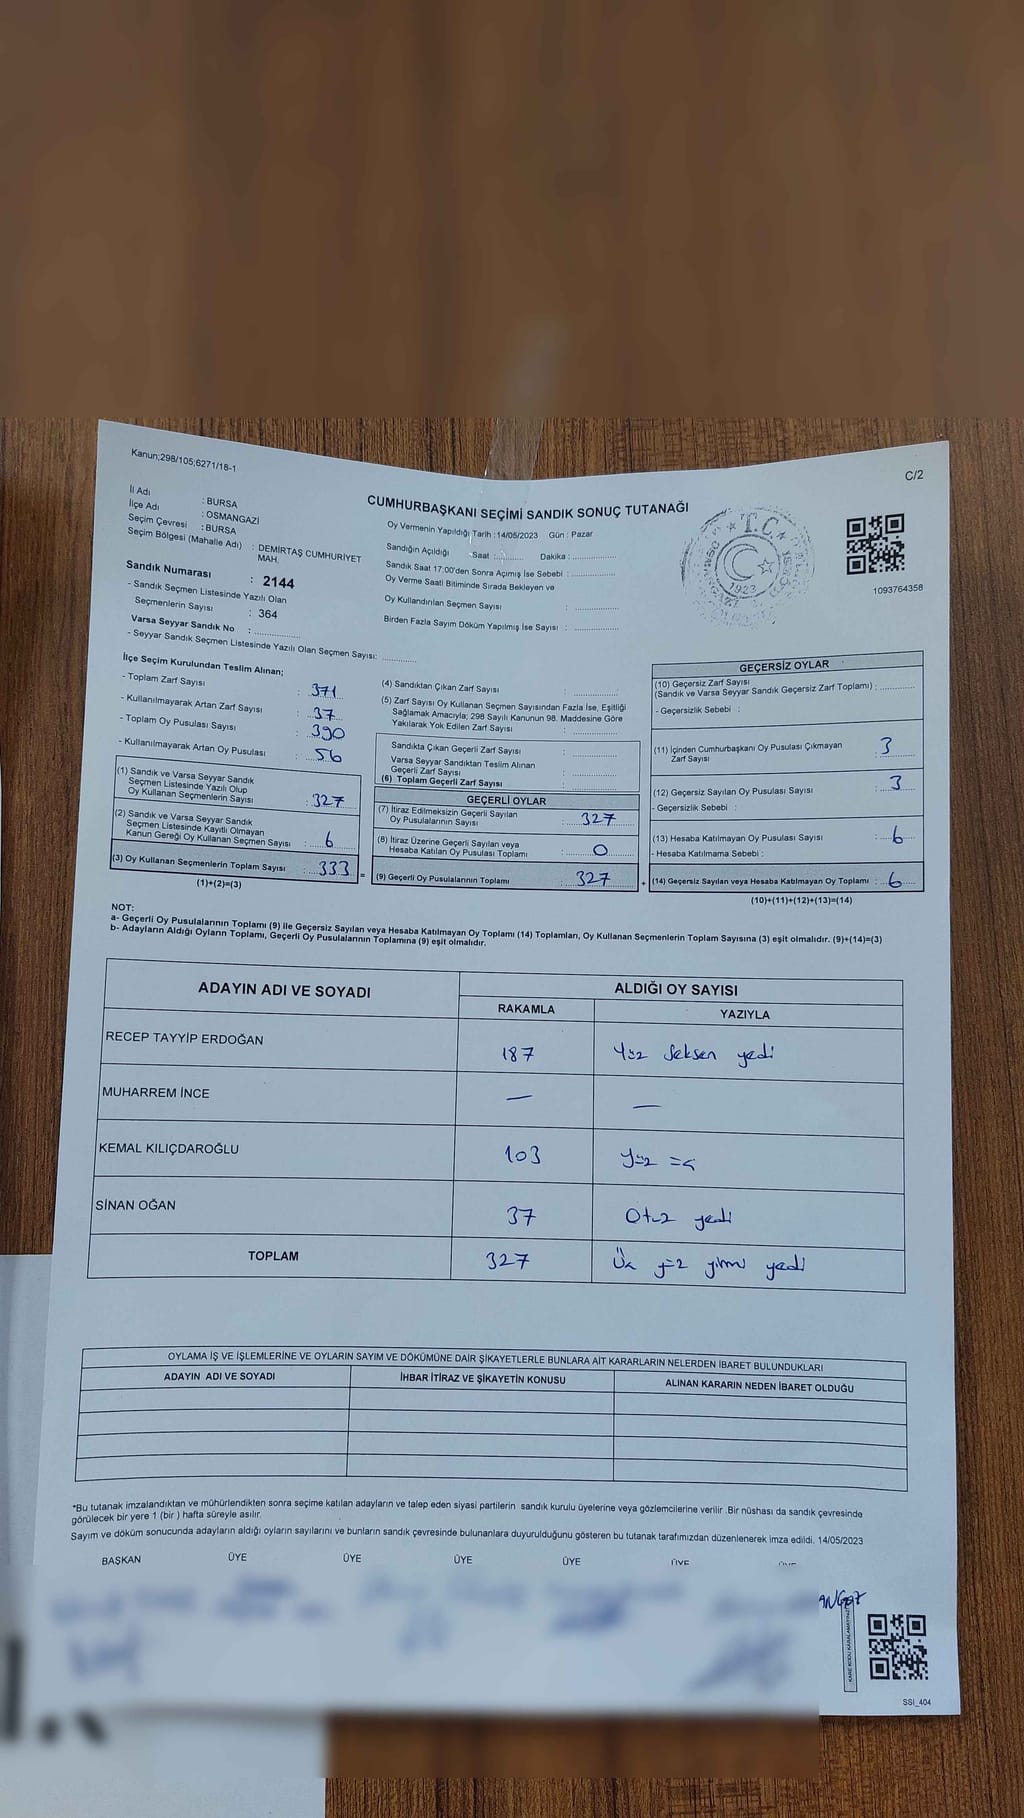 Kanun;298/105;6271/18-1
C/2
İl Adı : BURSA
İlçe Adı : OSMANGAZİ
Seçim Çevresi : BURSA
Seçim Bölgesi (Mahalle Adı) : DEMİRTAŞ CUMHURİYET
MAH.
Sandık Numarası : 2144
- Sandık Seçmen Listesinde Yazılı Olan
Seçmenlerin Sayısı : 364
Varsa Seyyar Sandık No : ..............
- Seyyar Sandık Seçmen Listesinde Yazılı Olan Seçmen Sayısı: ............
CUMHURBAŞKANI SEÇİMİ SANDIK SONUÇ TUTANAĞI
Oy Vermenin Yapıldığı Tarih : 14/05/2023 Gün : Pazar
Sandığın Açıldığı Saat :.......... Dakika : ..............
Sandık Saat 17:00'den Sonra Açımış İse Sebebi : ..............
Oy Verme Saati Bitiminde Sırada Bekleyen ve
Oy Kullandırılan Seçmen Sayısı : ..............
Birden Fazla Sayım Döküm Yapılmış İse Sayısı : ..............
T.C.
1923
1093764358
İlçe Seçim Kurulundan Teslim Alınan;
- Toplam Zarf Sayısı : 371
- Kullanılmayarak Artan Zarf Sayısı : 37
- Toplam Oy Pusulası Sayısı : 390
- Kullanılmayarak Artan Oy Pusulası : 56
(1) Sandık ve Varsa Seyyar Sandık
Seçmen Listesinde Yazılı Olup
Oy Kullanan Seçmenlerin Sayısı : 327
(2) Sandık ve Varsa Seyyar Sandık
Seçmen Listesinde Kayıtlı Olmayan
Kanun Gereği Oy Kullanan Seçmen Sayısı : 6
(3) Oy Kullanan Seçmenlerin Toplam Sayısı : 333 =
(1)+(2)=(3)
(4) Sandıktan Çıkan Zarf Sayısı : ..............
(5) Zarf Sayısı Oy Kullanan Seçmen Sayısından Fazla İse, Eşitliği
Sağlamak Amacıyla; 298 Sayılı Kanunun 98. Maddesine Göre
Yakılarak Yok Edilen Zarf Sayısı : ..............
Sandıkta Çıkan Geçerli Zarf Sayısı : ..............
Varsa Seyyar Sandıktan Teslim Alınan
Geçerli Zarf Sayısı : ..............
(6) Toplam Geçerli Zarf Sayısı : ..............
GEÇERLİ OYLAR
(7) İtiraz Edilmeksizin Geçerli Sayılan
Oy Pusulalarının Sayısı : 327
(8) İtiraz Üzerine Geçerli Sayılan veya
Hesaba Katılan Oy Pusulası Toplamı : 0
(9) Geçerli Oy Pusulalarının Toplamı : 327 +
GEÇERSİZ OYLAR
(10) Geçersiz Zarf Sayısı
(Sandık ve Varsa Seyyar Sandık Geçersiz Zarf Toplamı) : ............
- Geçersizlik Sebebi :
(11) İçinden Cumhurbaşkanı Oy Pusulası Çıkmayan
Zarf Sayısı : 3
(12) Geçersiz Sayılan Oy Pusulası Sayısı : 3
- Geçersizlik Sebebi :
(13) Hesaba Katılmayan Oy Pusulası Sayısı : 6
- Hesaba Katılmama Sebebi :
(14) Geçersiz Sayılan veya Hesaba Katılmayan Oy Toplamı : 6
(10)+(11)+(12)+(13)=(14)
NOT:
a- Geçerli Oy Pusulalarının Toplamı (9) ile Geçersiz Sayılan veya Hesaba Katılmayan Oy Toplamı (14) Toplamları, Oy Kullanan Seçmenlerin Toplam Sayısına (3) eşit olmalıdır. (9)+(14)=(3)
b- Adayların Aldığı Oyların Toplamı, Geçerli Oy Pusulalarının Toplamına (9) eşit olmalıdır.
ADAYIN ADI VE SOYADI ALDIĞI OY SAYISI
RAKAMLA YAZIYLA
RECEP TAYYİP ERDOĞAN 187 Yüz Seksen yedi
MUHARREM İNCE — —
KEMAL KILIÇDAROĞLU 103 Yüz üç
SİNAN OĞAN 37 Otuz yedi
TOPLAM 327 Üç yüz yirmi yedi
OYLAMA İŞ VE İŞLEMLERİNE VE OYLARIN SAYIM VE DÖKÜMÜNE DAİR ŞİKAYETLERLE BUNLARA AİT KARARLARIN NELERDEN İBARET BULUNDUKLARI
ADAYIN ADI VE SOYADI İHBAR İTİRAZ VE ŞİKAYETİN KONUSU ALINAN KARARIN NEDEN İBARET OLDUĞU
*Bu tutanak imzalandıktan ve mühürlendikten sonra seçime katılan adayların ve talep eden siyasi partilerin sandık kurulu üyelerine veya gözlemcilerine verilir .Bir nüshası da sandık çevresinde
görülecek bir yere 1 (bir ) hafta süreyle asılır.
Sayım ve döküm sonucunda adayların aldığı oyların sayılarını ve bunların sandık çevresinde bulunanlara duyurulduğunu gösteren bu tutanak tarafımızdan düzenlenerek imza edildi. 14/05/2023
BAŞKAN ÜYE ÜYE ÜYE ÜYE ÜYE
SSİ_404